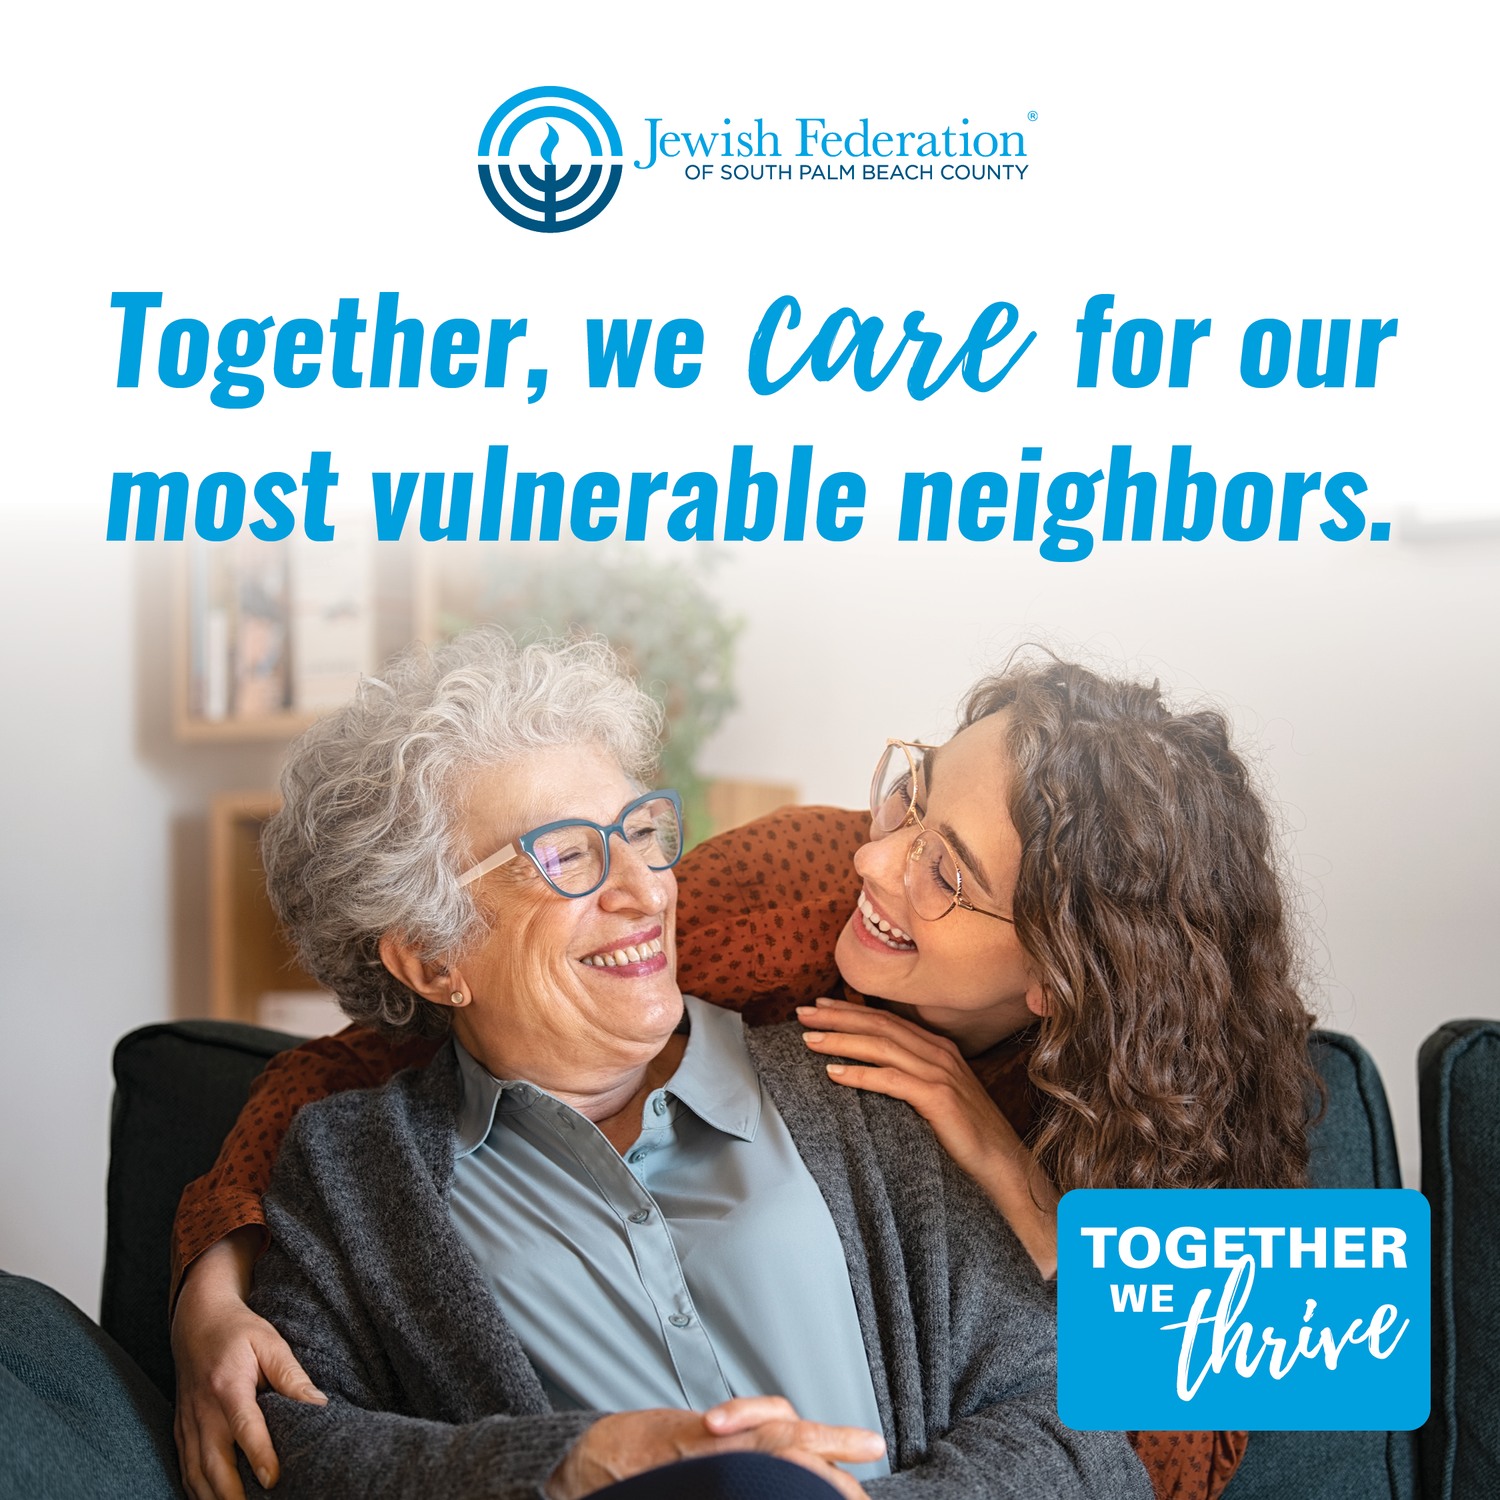 Jewish Federation®
OF SOUTH PALM BEACH COUNTY
Together, we care for our
most vulnerable neighbors.
TOGETHER
WE thrive